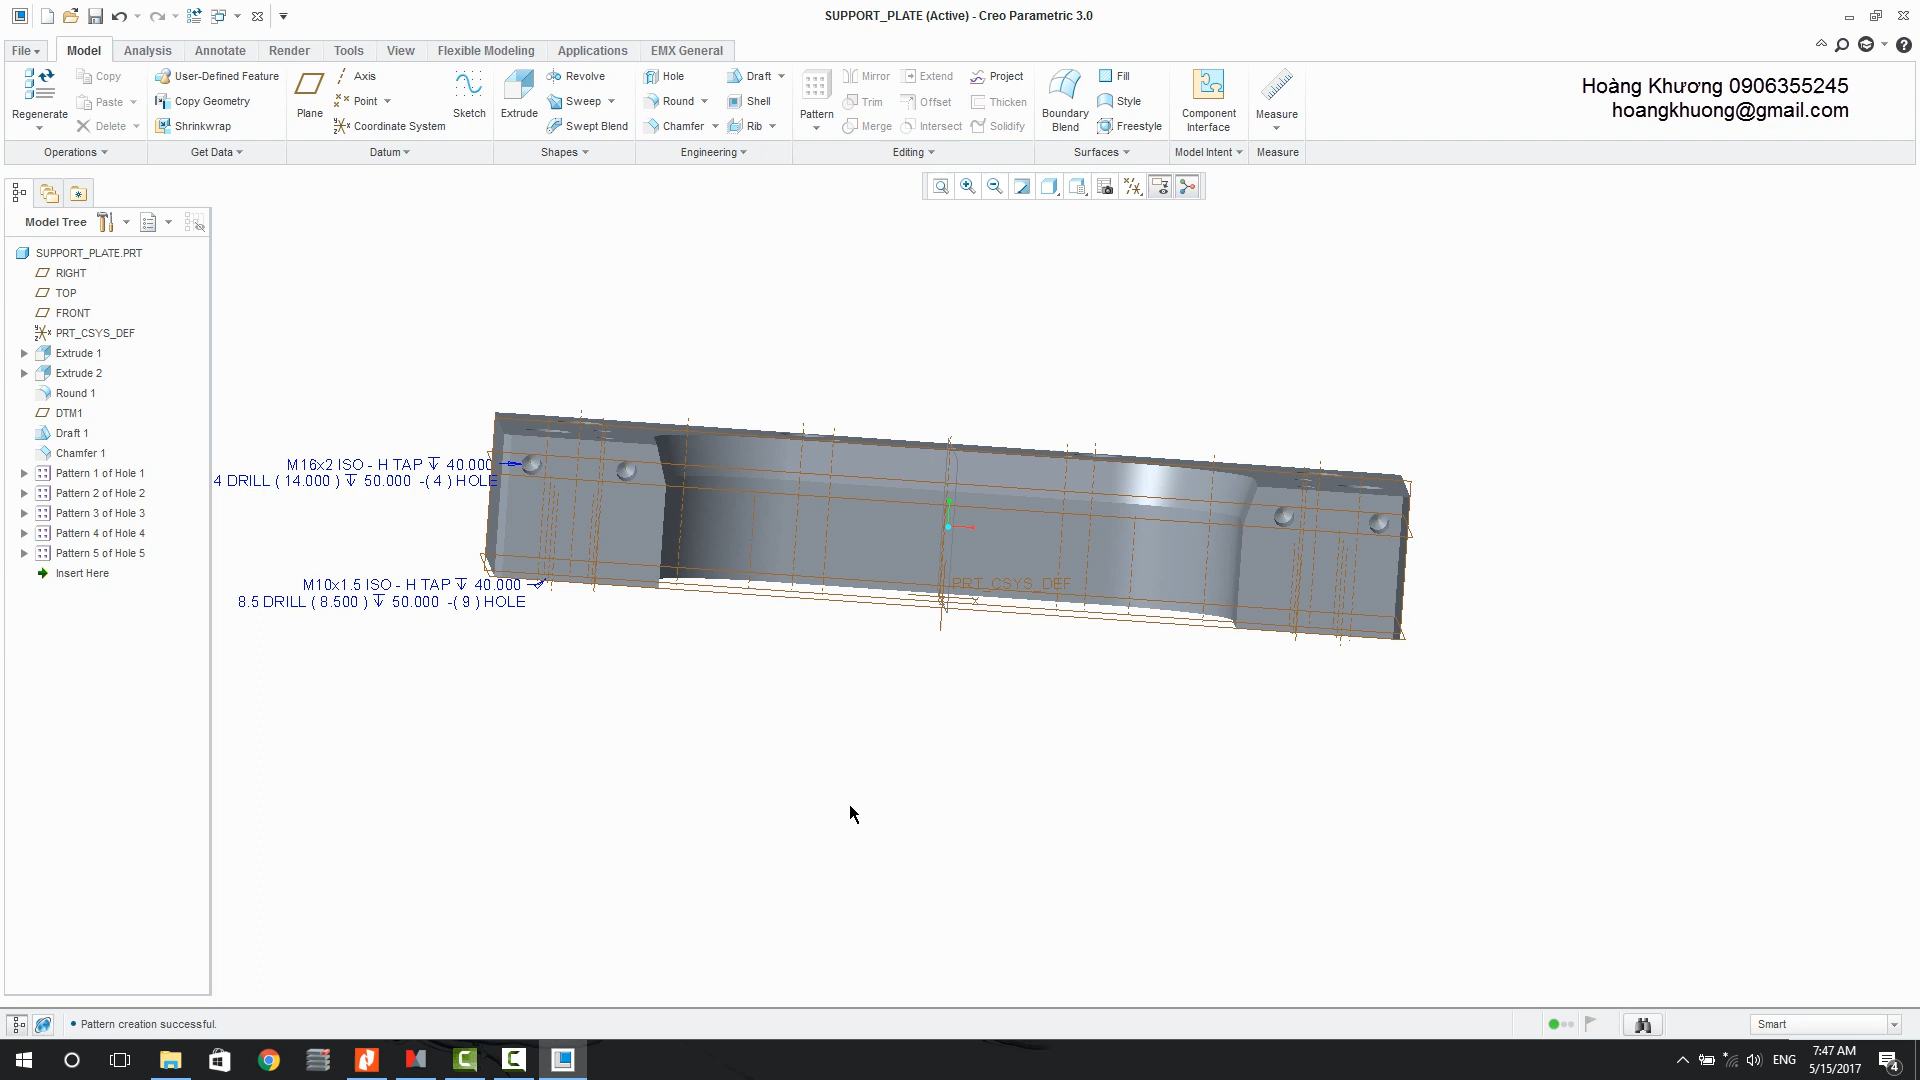 SUPPORT_PLATE (Active) - Creo Parametric 3.0
File Model Analysis Annotate Render Tools View Flexible Modeling Applications EMX General
Regenerate
Copy
Paste
Delete
Operations
User-Defined Feature
Copy Geometry
Shrinkwrap
Get Data
Plane
Axis
Point
Coordinate System
Sketch
Datum
Extrude
Revolve
Sweep
Swept Blend
Shapes
Hole
Round
Chamfer
Draft
Shell
Rib
Engineering
Pattern
Mirror
Trim
Merge
Extend
Offset
Intersect
Project
Thicken
Solidify
Editing
Boundary
Blend
Fill
Style
Freestyle
Surfaces
Component
Interface
Model Intent
Measure
Measure
Hoàng Khương 0906355245
hoangkhuong@gmail.com
Model Tree
SUPPORT_PLATE.PRT
RIGHT
TOP
FRONT
PRT_CSYS_DEF
Extrude 1
Extrude 2
Round 1
DTM1
Draft 1
Chamfer 1
Pattern 1 of Hole 1
Pattern 2 of Hole 2
Pattern 3 of Hole 3
Pattern 4 of Hole 4
Pattern 5 of Hole 5
Insert Here
M16x2 ISO - H TAP ↧ 40.000
4 DRILL ( 14.000 ) ↧ 50.000 -( 4 ) HOLE
M10x1.5 ISO - H TAP ↧ 40.000
8.5 DRILL ( 8.500 ) ↧ 50.000 -( 9 ) HOLE
PRT_CSYS_DEF
Pattern creation successful.
Smart
ENG
7:47 AM
5/15/2017
4